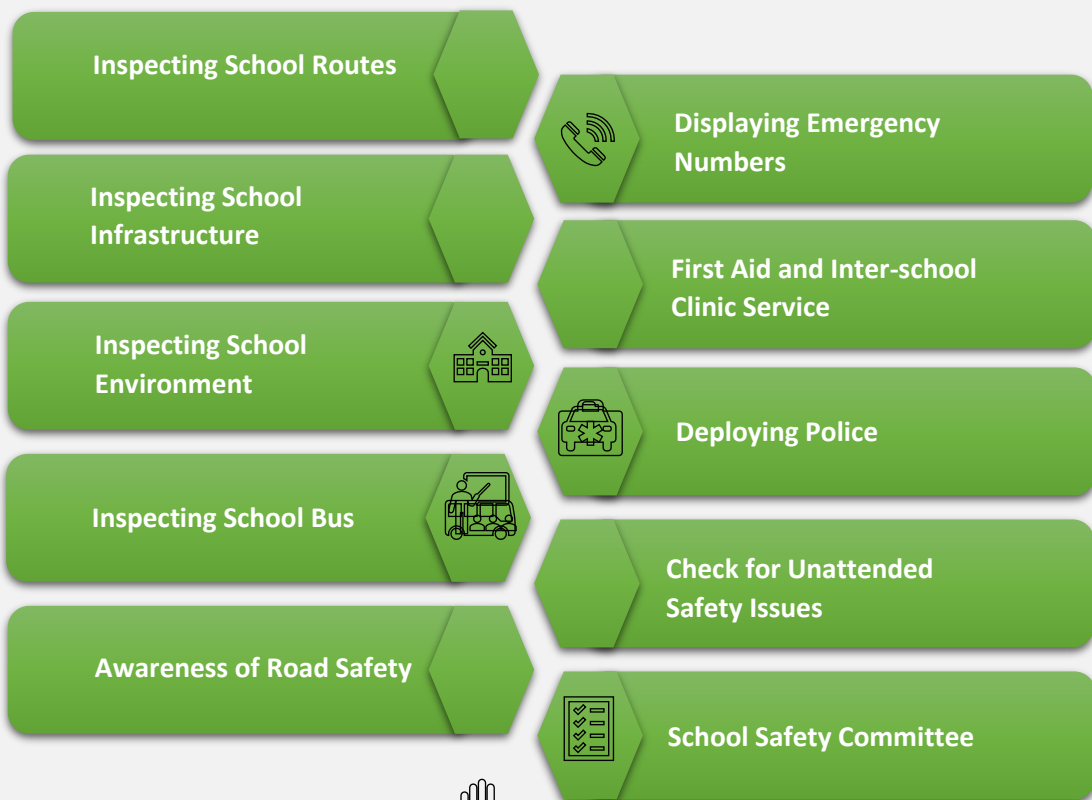 Inspecting School Routes
Inspecting School
Infrastructure
Inspecting School
Environment
Inspecting School Bus
Awareness of Road Safety
Displaying Emergency
Numbers
First Aid and Inter-school
Clinic Service
Deploying Police
Check for Unattended
Safety Issues
School Safety Committee